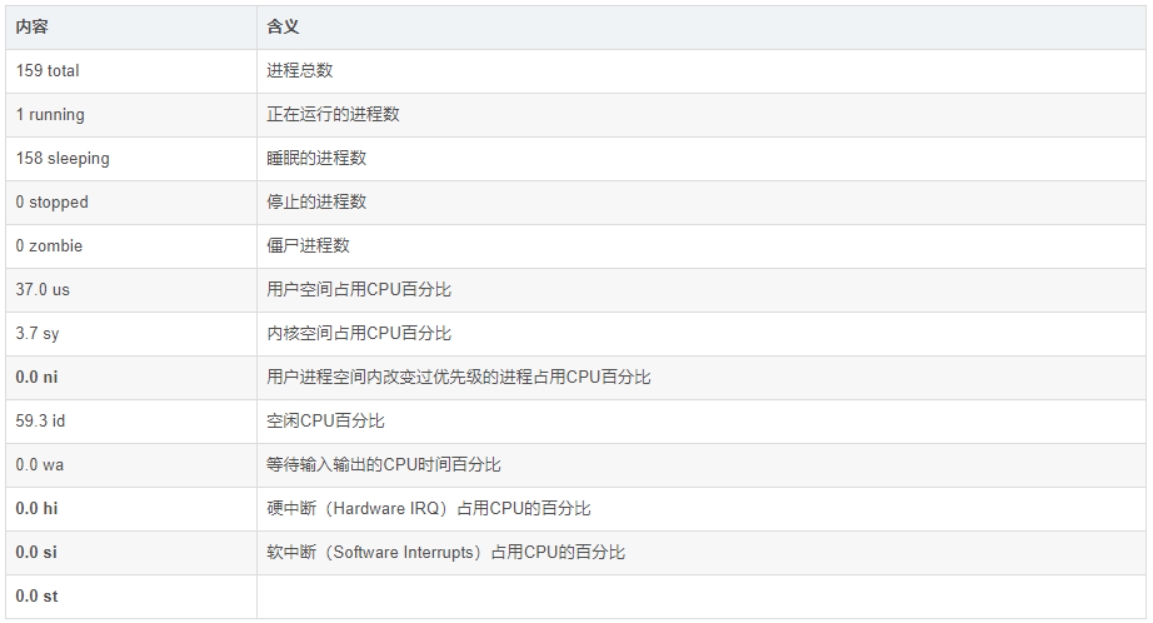 内容 含义
159 total 进程总数
1 running 正在运行的进程数
158 sleeping 睡眠的进程数
0 stopped 停止的进程数
0 zombie 僵尸进程数
37.0 us 用户空间占用CPU百分比
3.7 sy 内核空间占用CPU百分比
0.0 ni 用户进程空间内改变过优先级的进程占用CPU百分比
59.3 id 空闲CPU百分比
0.0 wa 等待输入输出的CPU时间百分比
0.0 hi 硬中断（Hardware IRQ）占用CPU的百分比
0.0 si 软中断（Software Interrupts）占用CPU的百分比
0.0 st